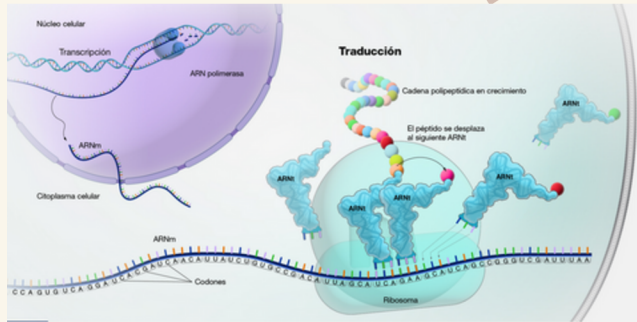 Núcleo celular
Transcripción
ARN polimerasa
ARNm
Citoplasma celular
Traducción
Cadena polipeptídica en crecimiento
ARNt
El péptido se desplaza
al siguiente ARNt
ARNt
ARNt
ARNt
ARNt
ARNm
Codones
Ribosoma